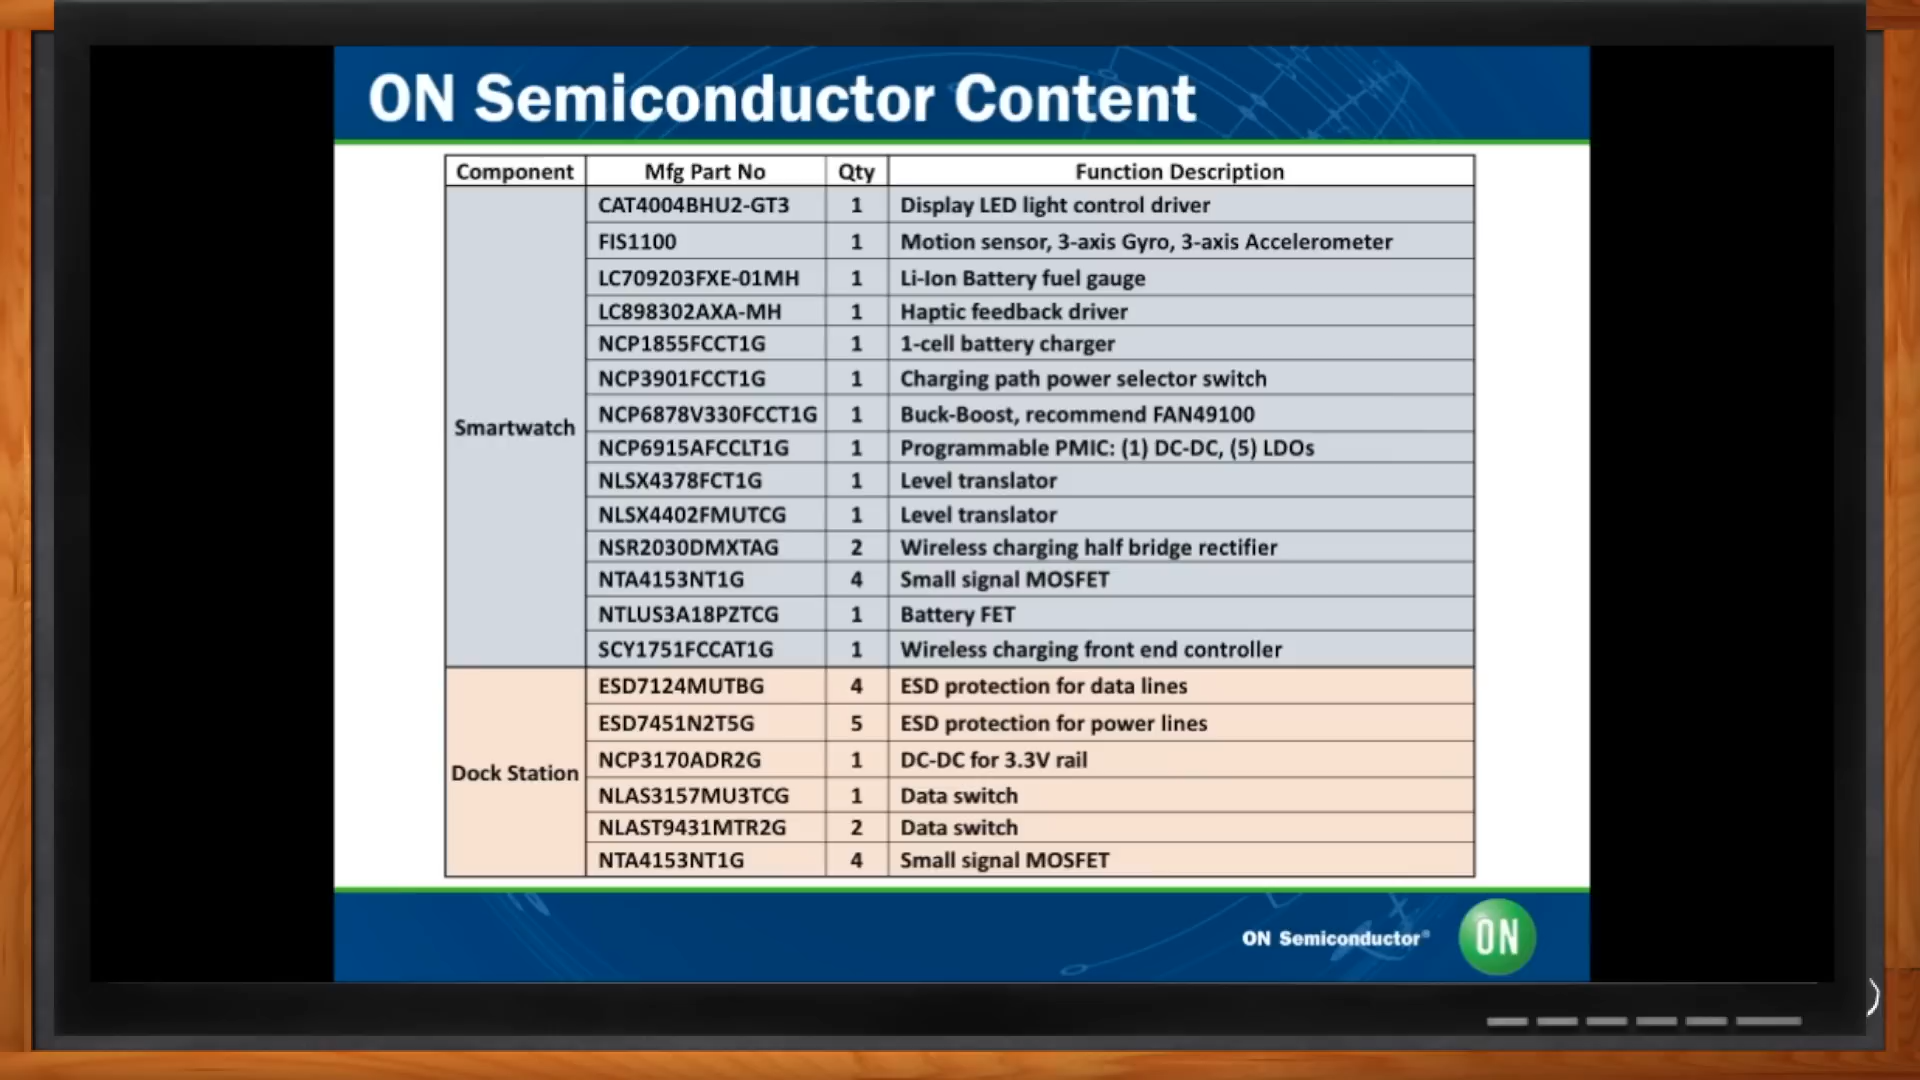 ON Semiconductor Content
Component Mfg Part No Qty Function Description
Smartwatch
CAT4004BHU2-GT3 1 Display LED light control driver
FIS1100 1 Motion sensor, 3-axis Gyro, 3-axis Accelerometer
LC709203FXE-01MH 1 Li-Ion Battery fuel gauge
LC898302AXA-MH 1 Haptic feedback driver
NCP1855FCCT1G 1 1-cell battery charger
NCP3901FCCT1G 1 Charging path power selector switch
NCP6878V330FCCT1G 1 Buck-Boost, recommend FAN49100
NCP6915AFCCLT1G 1 Programmable PMIC: (1) DC-DC, (5) LDOs
NLSX4378FCT1G 1 Level translator
NLSX4402FMUTCG 1 Level translator
NSR2030DMXTAG 2 Wireless charging half bridge rectifier
NTA4153NT1G 4 Small signal MOSFET
NTLUS3A18PZTCG 1 Battery FET
SCY1751FCCAT1G 1 Wireless charging front end controller
Dock Station
ESD7124MUTBG 4 ESD protection for data lines
ESD7451N2T5G 5 ESD protection for power lines
NCP3170ADR2G 1 DC-DC for 3.3V rail
NLAS3157MU3TCG 1 Data switch
NLAST9431MTR2G 2 Data switch
NTA4153NT1G 4 Small signal MOSFET
ON Semiconductor®
ON